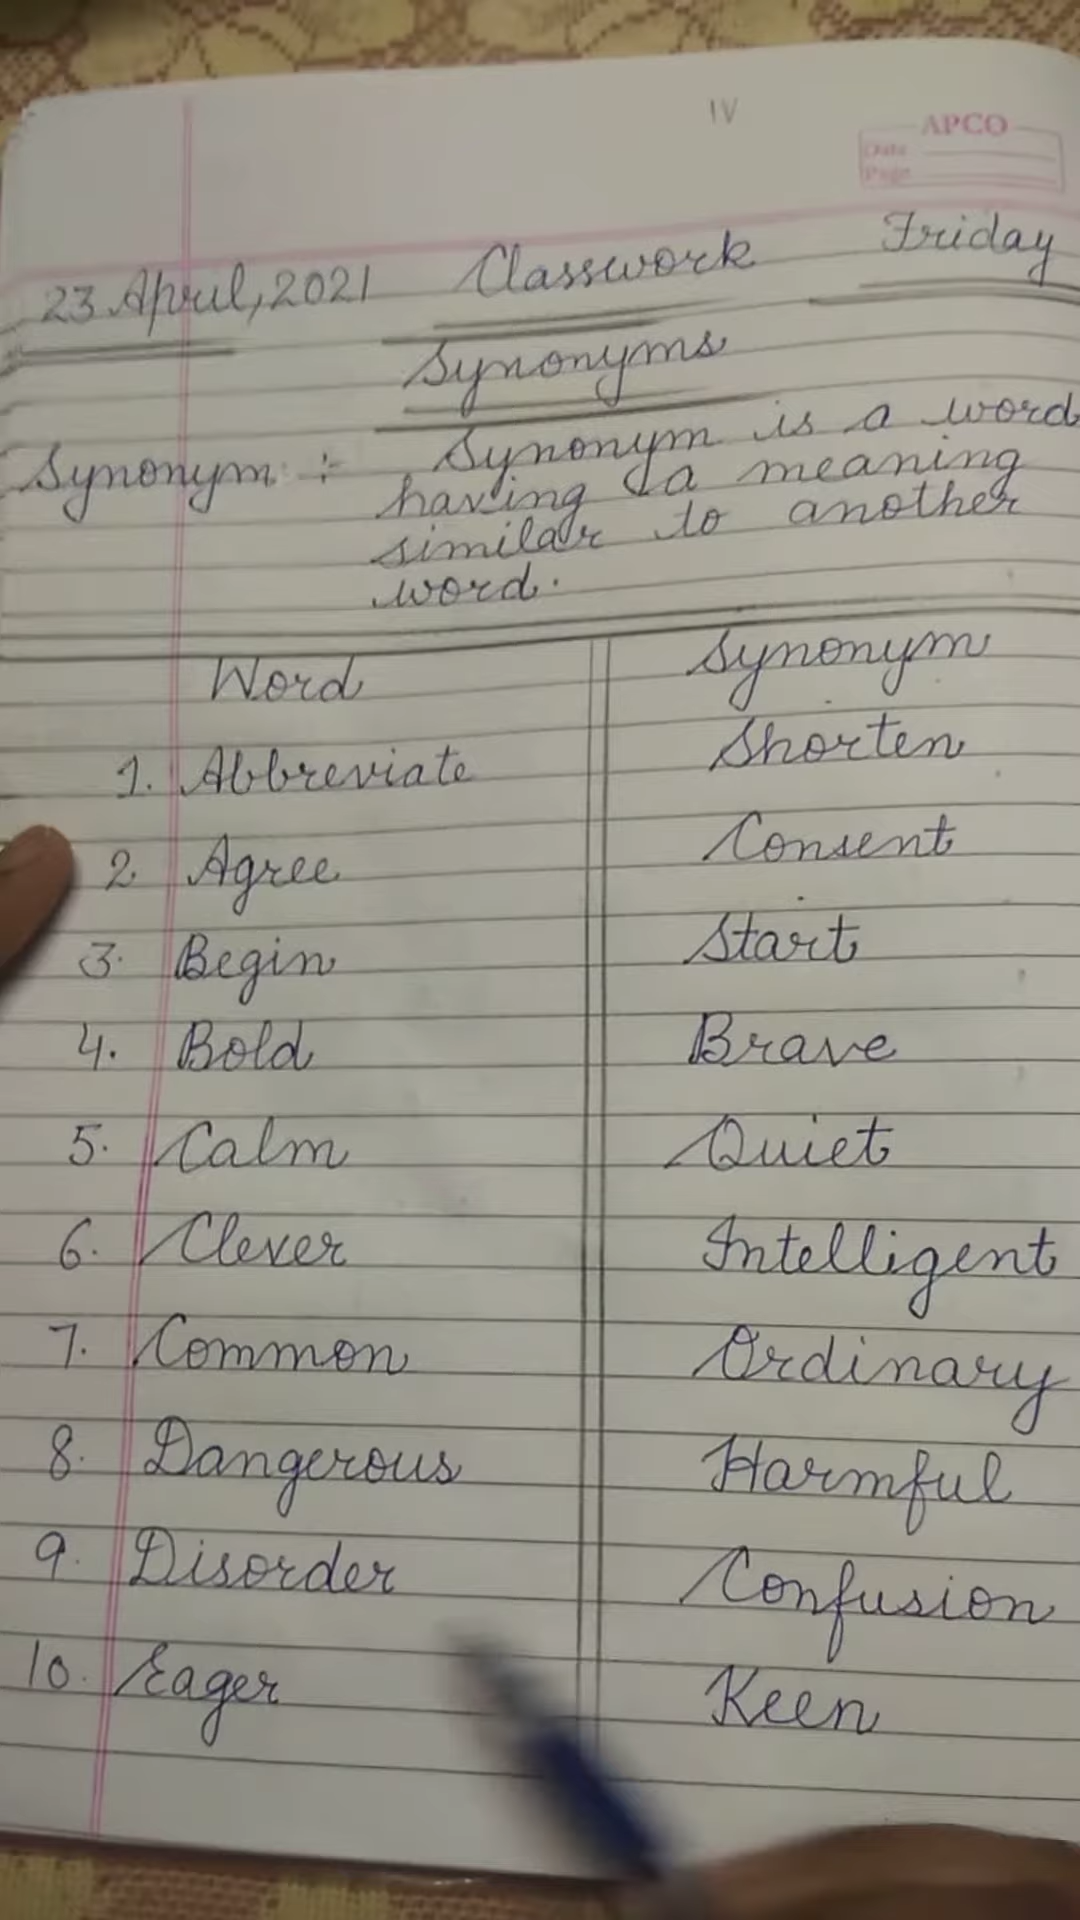 IV
APCO
Date
Page
23 April, 2021 Classwork Friday
Synonyms
Synonym :- Synonym is a word
having a meaning
similar to another
word.
Word Synonym
1. Abbreviate Shorten
2 Agree Consent
3. Begin Start
4. Bold Brave
5. Calm Quiet
6. Clever Intelligent
7. Common Ordinary
8. Dangerous Harmful
9. Disorder Confusion
10. Eager Keen